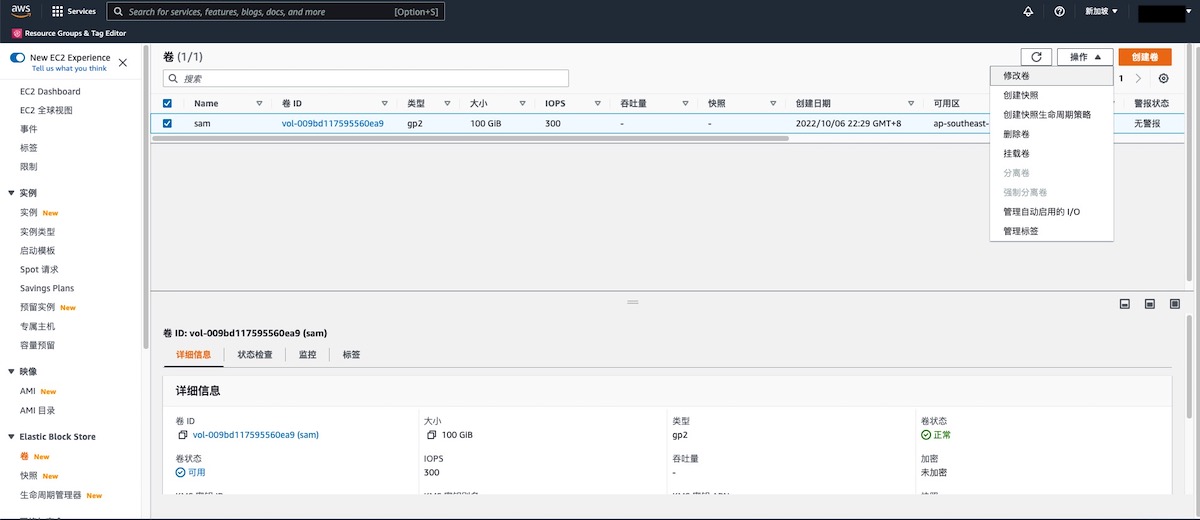 aws
Services
Search for services, features, blogs, docs, and more
[Option+S]
新加坡
Resource Groups & Tag Editor
New EC2 Experience
Tell us what you think
EC2 Dashboard
EC2 全球视图
事件
标签
限制
实例
实例 New
实例类型
启动模板
Spot 请求
Savings Plans
预留实例 New
专属主机
容量预留
映像
AMI New
AMI 目录
Elastic Block Store
卷 New
快照 New
生命周期管理器 New
卷 (1/1)
操作
创建卷
搜索
1
Name 卷 ID 类型 大小 IOPS 吞吐量 快照 创建日期 可用区 警报状态
sam vol-009bd117595560ea9 gp2 100 GiB 300 - - 2022/10/06 22:29 GMT+8 ap-southeast- 无警报
修改卷
创建快照
创建快照生命周期策略
删除卷
挂载卷
分离卷
强制分离卷
管理自动启用的 I/O
管理标签
卷 ID: vol-009bd117595560ea9 (sam)
详细信息 状态检查 监控 标签
详细信息
卷 ID 大小 类型 卷状态
vol-009bd117595560ea9 (sam) 100 GiB gp2 正常
卷状态 IOPS 吞吐量 加密
可用 300 - 未加密